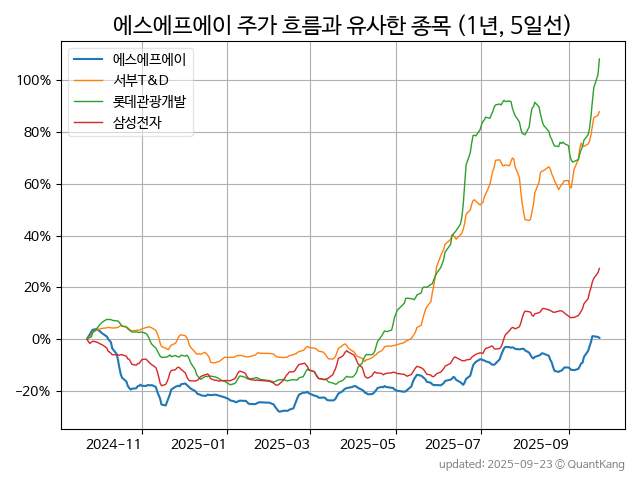 에스에프에이 주가 흐름과 유사한 종목 (1년, 5일선)
에스에프에이
서부T&D
롯데관광개발
삼성전자
100%
80%
60%
40%
20%
0%
−20%
2024-11 2025-01 2025-03 2025-05 2025-07 2025-09
updated: 2025-09-23 © QuantKang